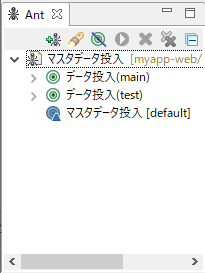 Ant
マスタデータ投入 [myapp-web/
データ投入(main)
データ投入(test)
マスタデータ投入 [default]